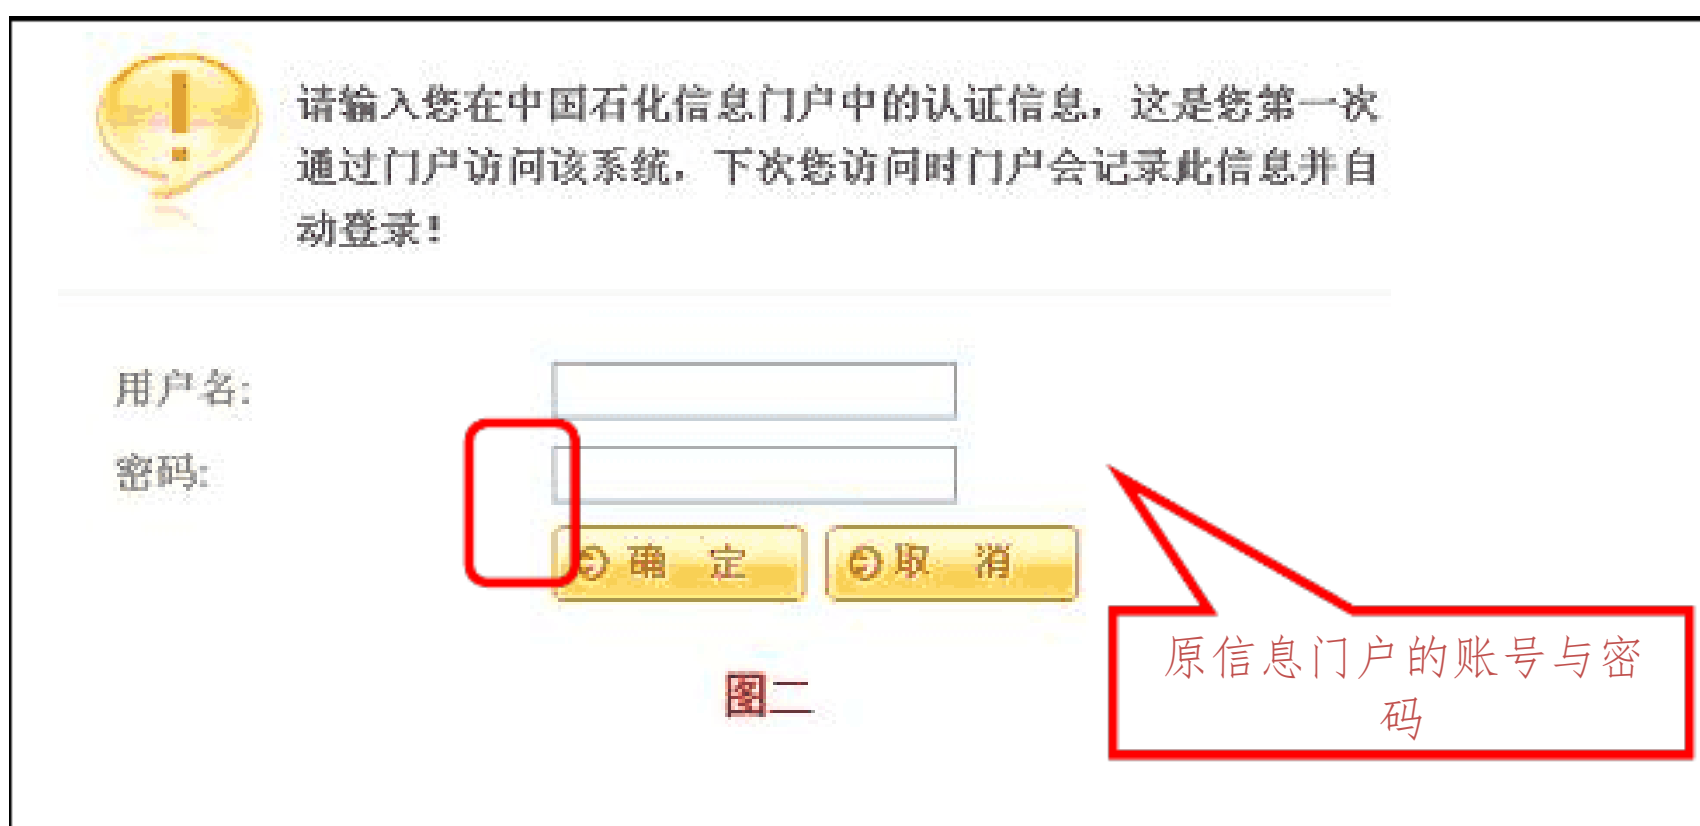 请输入您在中国石化信息门户中的认证信息，这是您第一次
通过门户访问该系统，下次您访问时门户会记录此信息并自
动登录！
用户名:
密码:
确 定 取 消
原信息门户的账号与密
码
图二